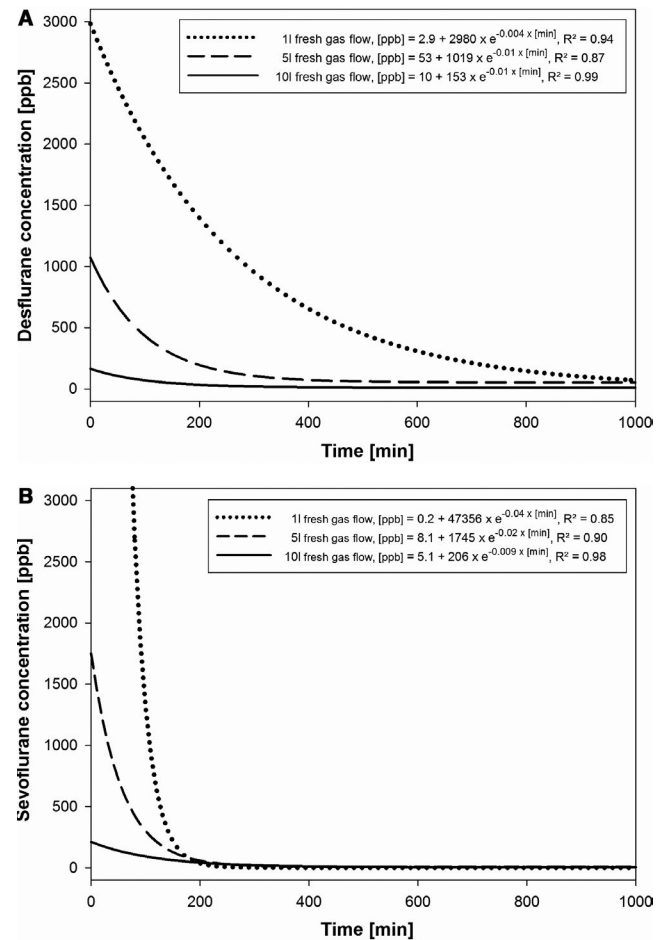 A
3000
2500
2000
1500
1000
500
0
Desflurane concentration [ppb]
1l fresh gas flow, [ppb] = 2.9 + 2980 x e-0.004 x [min], R² = 0.94
5l fresh gas flow, [ppb] = 53 + 1019 x e-0.01 x [min], R² = 0.87
10l fresh gas flow, [ppb] = 10 + 153 x e-0.01 x [min], R² = 0.99
0 200 400 600 800 1000
Time [min]
B
3000
2500
2000
1500
1000
500
0
Sevoflurane concentration [ppb]
1l fresh gas flow, [ppb] = 0.2 + 47356 x e-0.04 x [min], R² = 0.85
5l fresh gas flow, [ppb] = 8.1 + 1745 x e-0.02 x [min], R² = 0.90
10l fresh gas flow, [ppb] = 5.1 + 206 x e-0.009 x [min], R² = 0.98
0 200 400 600 800 1000
Time [min]